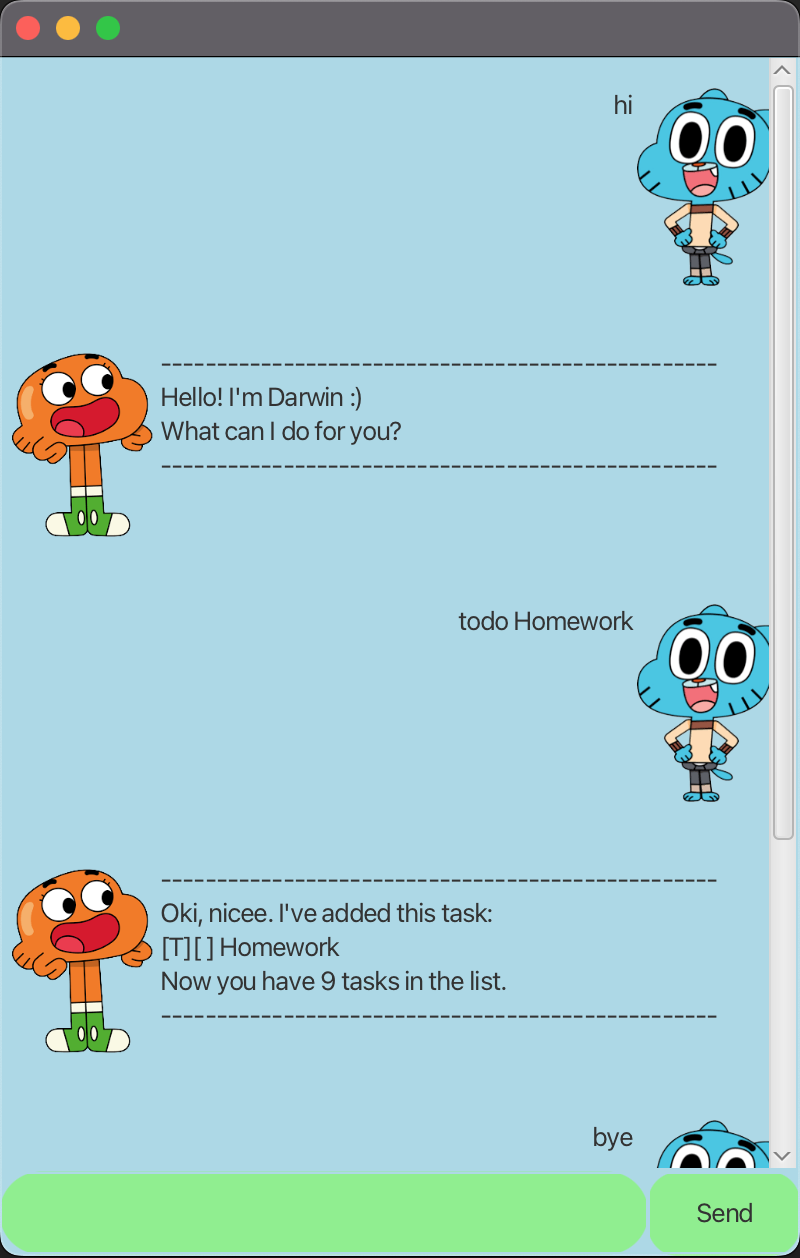 hi
--------------------------------------------------
Hello! I'm Darwin :)
What can I do for you?
--------------------------------------------------
todo Homework
--------------------------------------------------
Oki, nicee. I've added this task:
[T][ ] Homework
Now you have 9 tasks in the list.
--------------------------------------------------
bye
Send